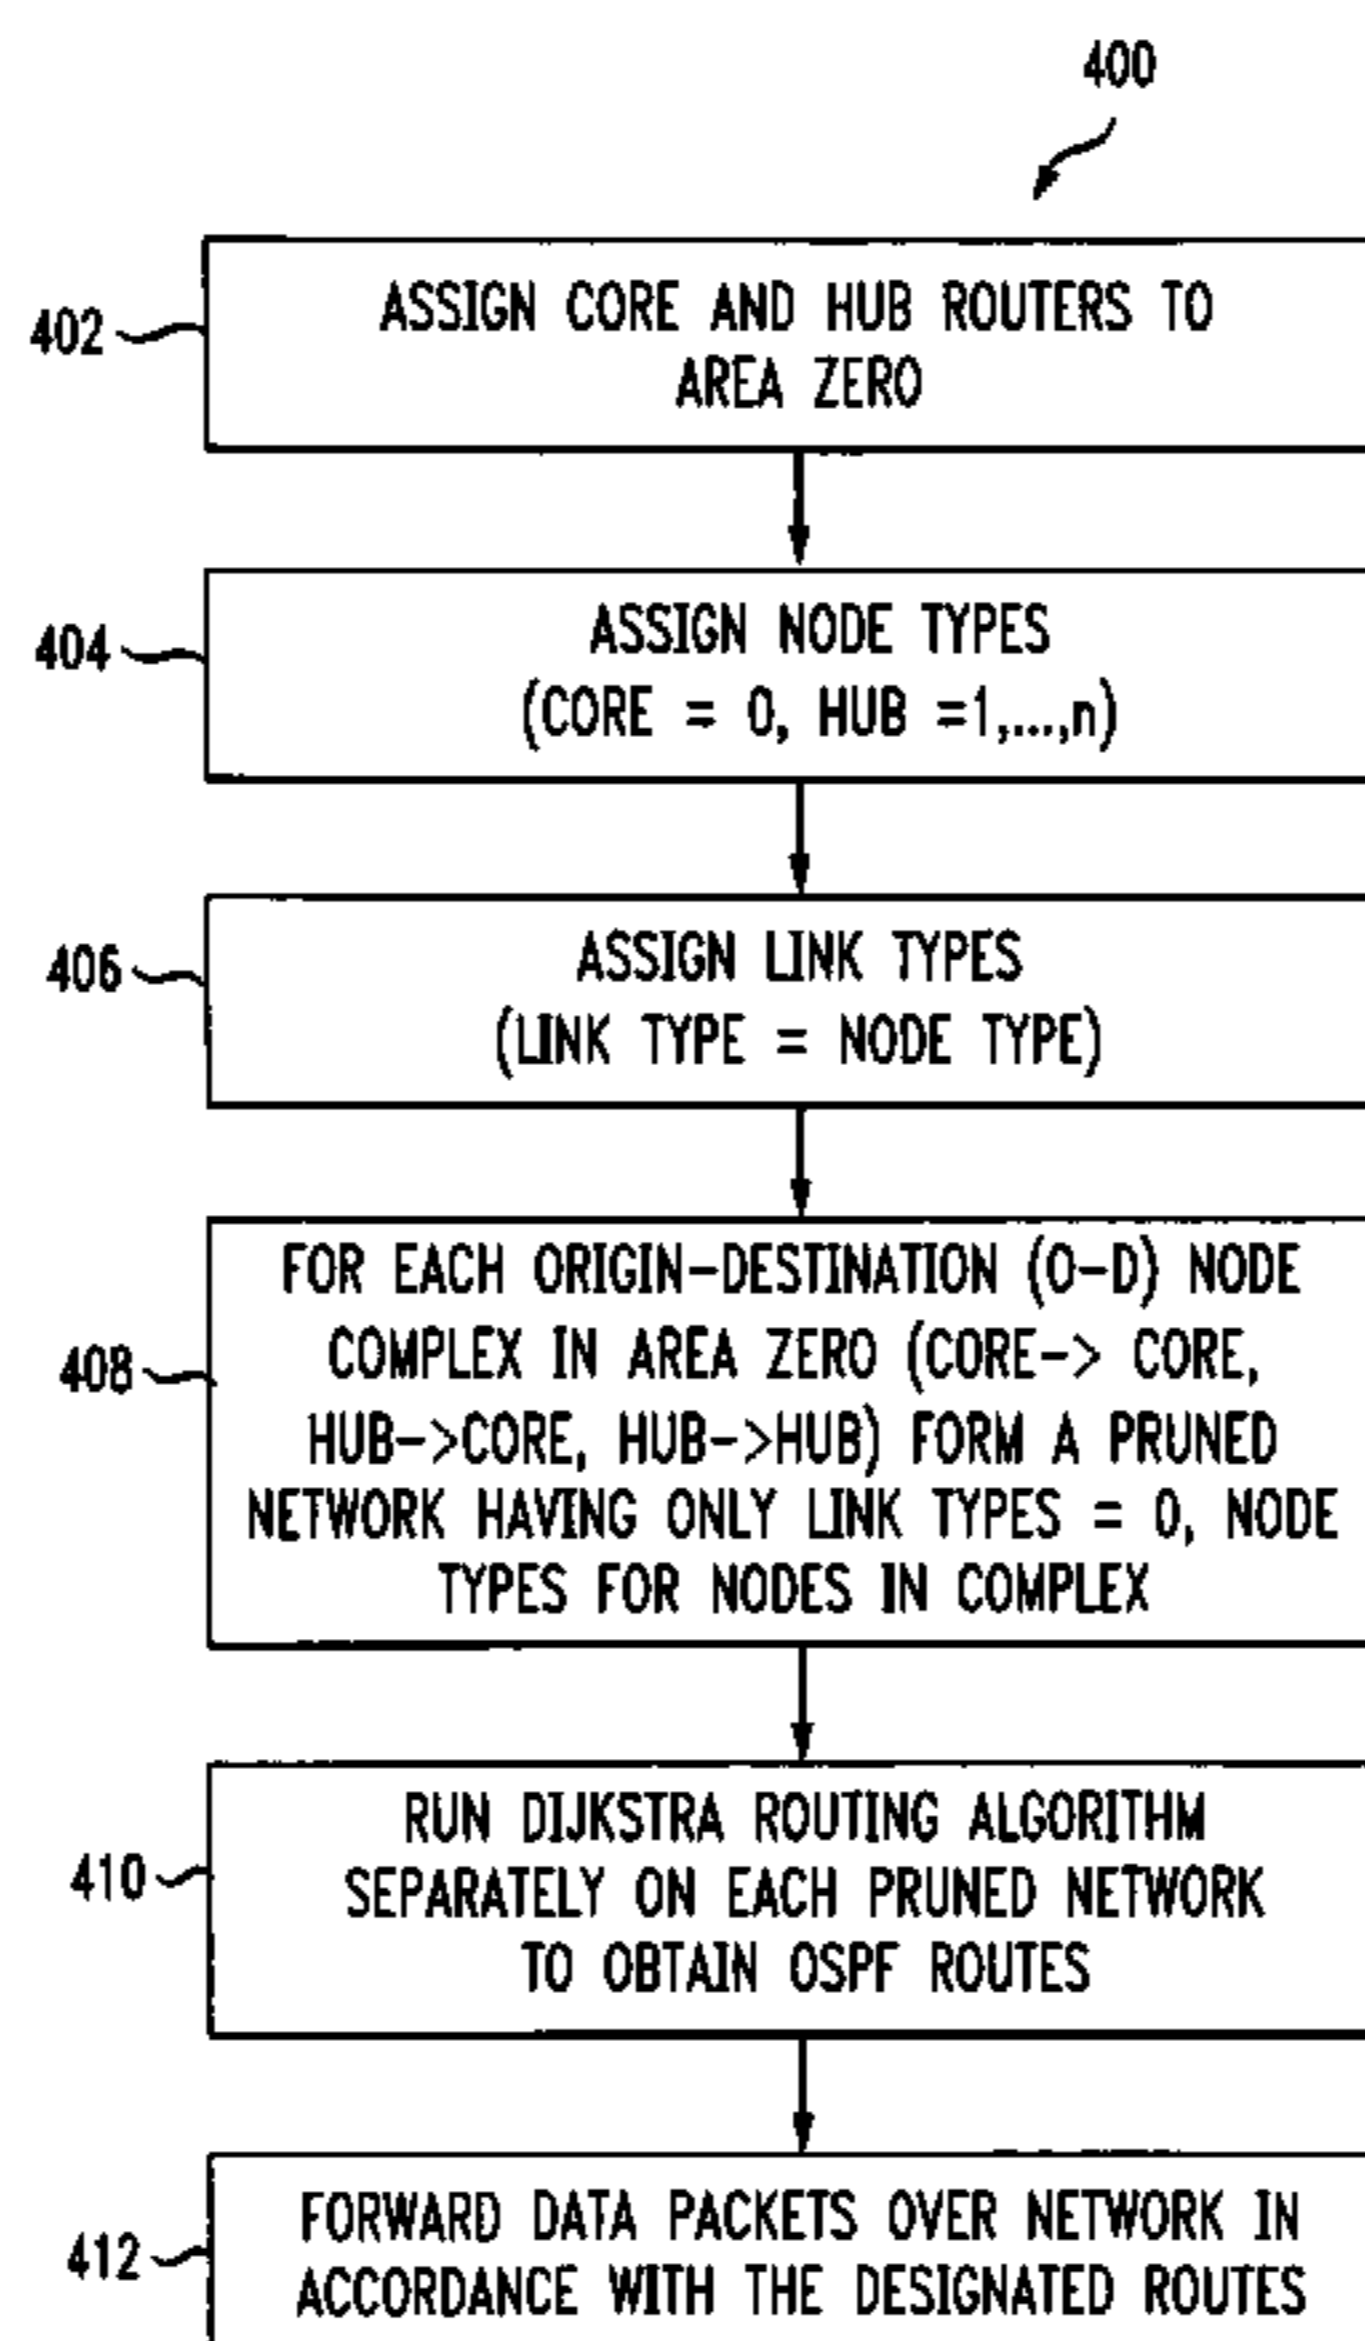 400
402
ASSIGN CORE AND HUB ROUTERS TO
AREA ZERO
404
ASSIGN NODE TYPES
(CORE = 0, HUB =1,...,n)
406
ASSIGN LINK TYPES
(LINK TYPE = NODE TYPE)
408
FOR EACH ORIGIN-DESTINATION (O-D) NODE
COMPLEX IN AREA ZERO (CORE-> CORE,
HUB->CORE, HUB->HUB) FORM A PRUNED
NETWORK HAVING ONLY LINK TYPES = 0, NODE
TYPES FOR NODES IN COMPLEX
410
RUN DIJKSTRA ROUTING ALGORITHM
SEPARATELY ON EACH PRUNED NETWORK
TO OBTAIN OSPF ROUTES
412
FORWARD DATA PACKETS OVER NETWORK IN
ACCORDANCE WITH THE DESIGNATED ROUTES